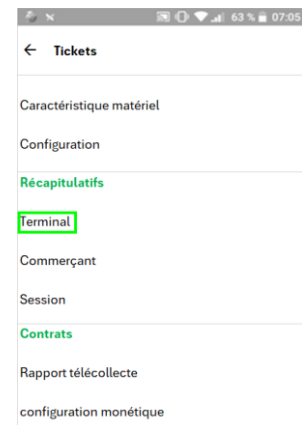 63 % 07:05
Tickets
Caractéristique matériel
Configuration
Récapitulatifs
Terminal
Commerçant
Session
Contrats
Rapport télécollecte
configuration monétique